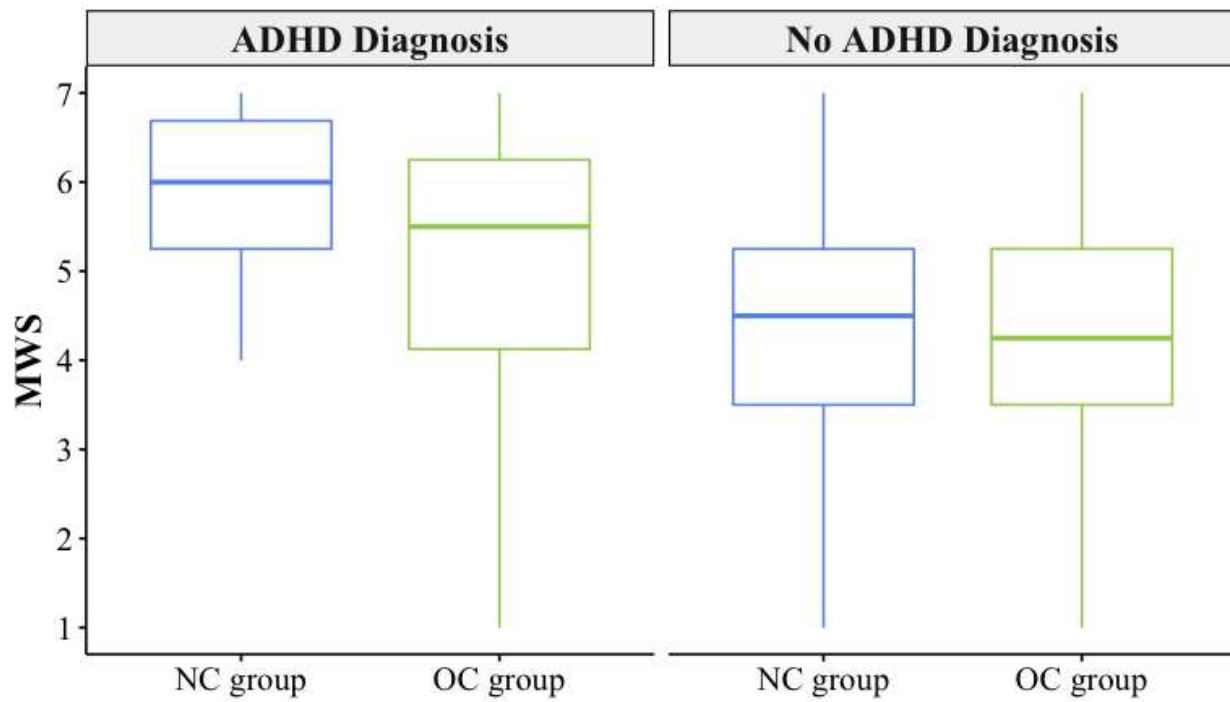 ADHD Diagnosis
No ADHD Diagnosis
MWS
7
6
5
4
3
2
1
NC group
OC group
NC group
OC group